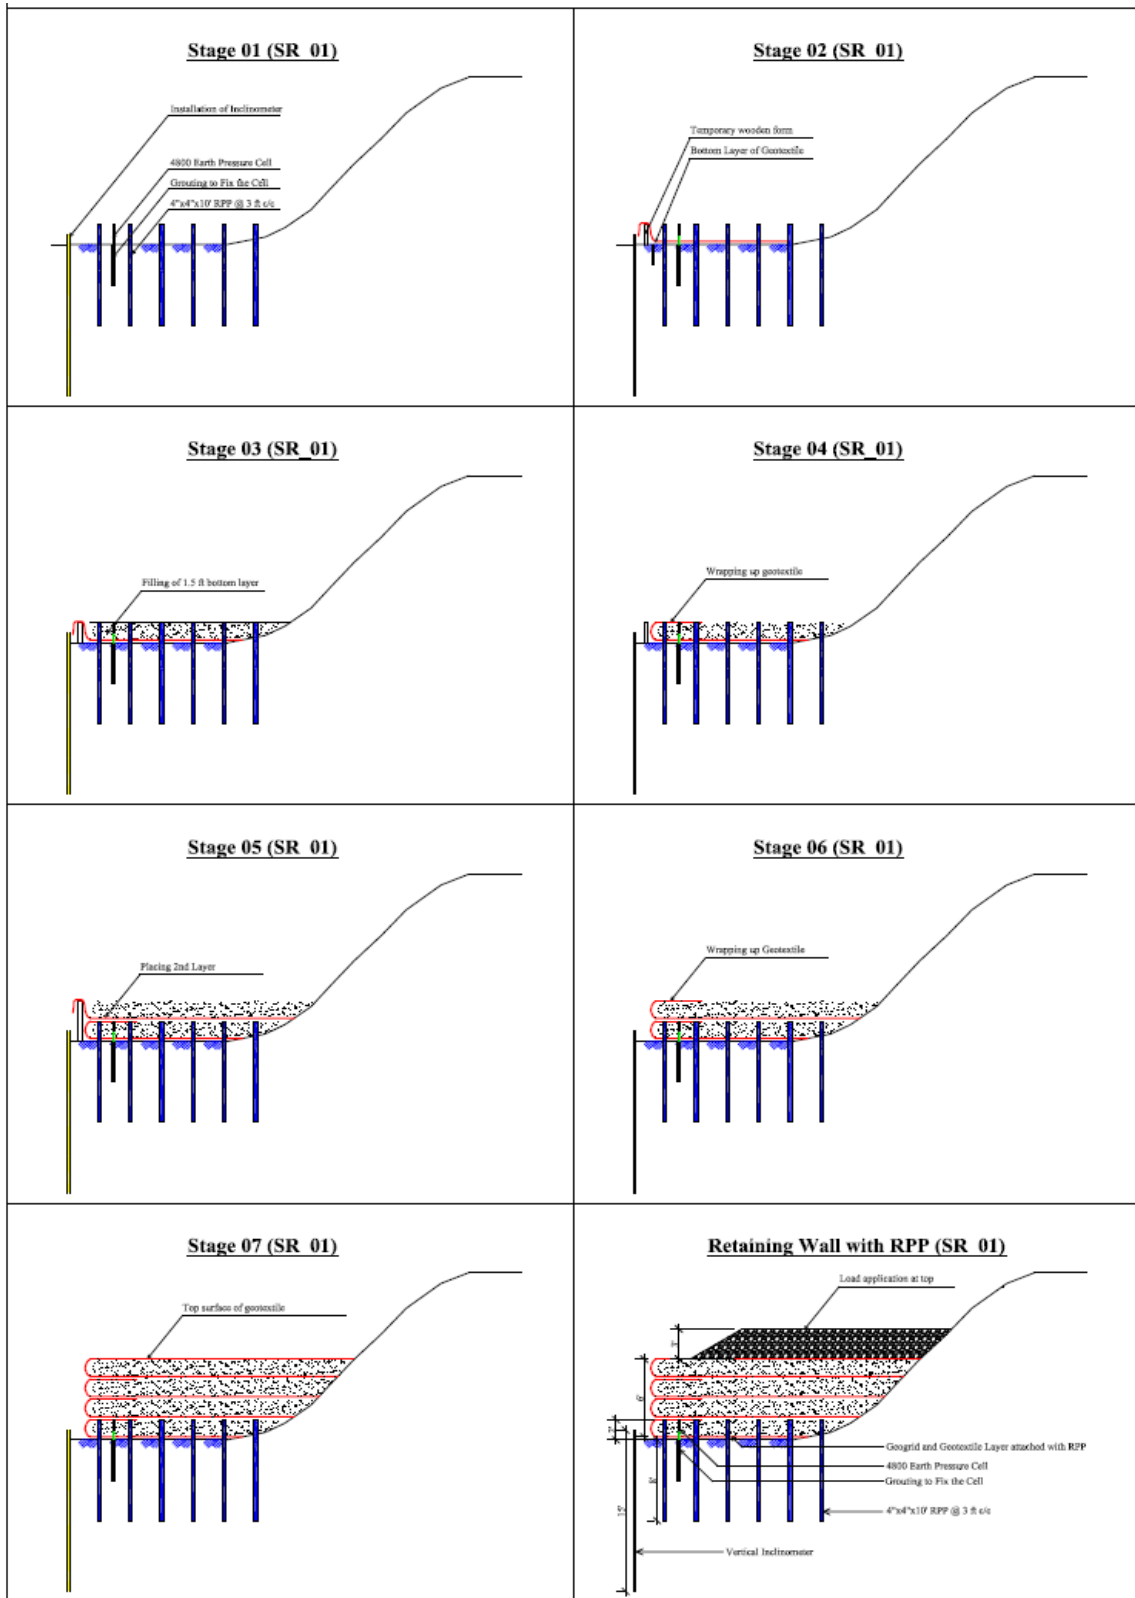 Stage 01 (SR_01)
Installation of Inclinometer
4800 Earth Pressure Cell
Grouting to Fix the Cell
4"x4"x10' RPP @ 3 ft c/c
Stage 02 (SR_01)
Temporary wooden form
Bottom Layer of Geotextile
Stage 03 (SR_01)
Filling of 1.5 ft bottom layer
Stage 04 (SR_01)
Wrapping up geotextile
Stage 05 (SR_01)
Placing 2nd Layer
Stage 06 (SR_01)
Wrapping up Geotextile
Stage 07 (SR_01)
Top surface of geotextile
Retaining Wall with RPP (SR_01)
Load application at top
Geogrid and Geotextile Layer attached with RPP
4800 Earth Pressure Cell
Grouting to Fix the Cell
4"x4"x10' RPP @ 3 ft c/c
15'
Vertical Inclinometer